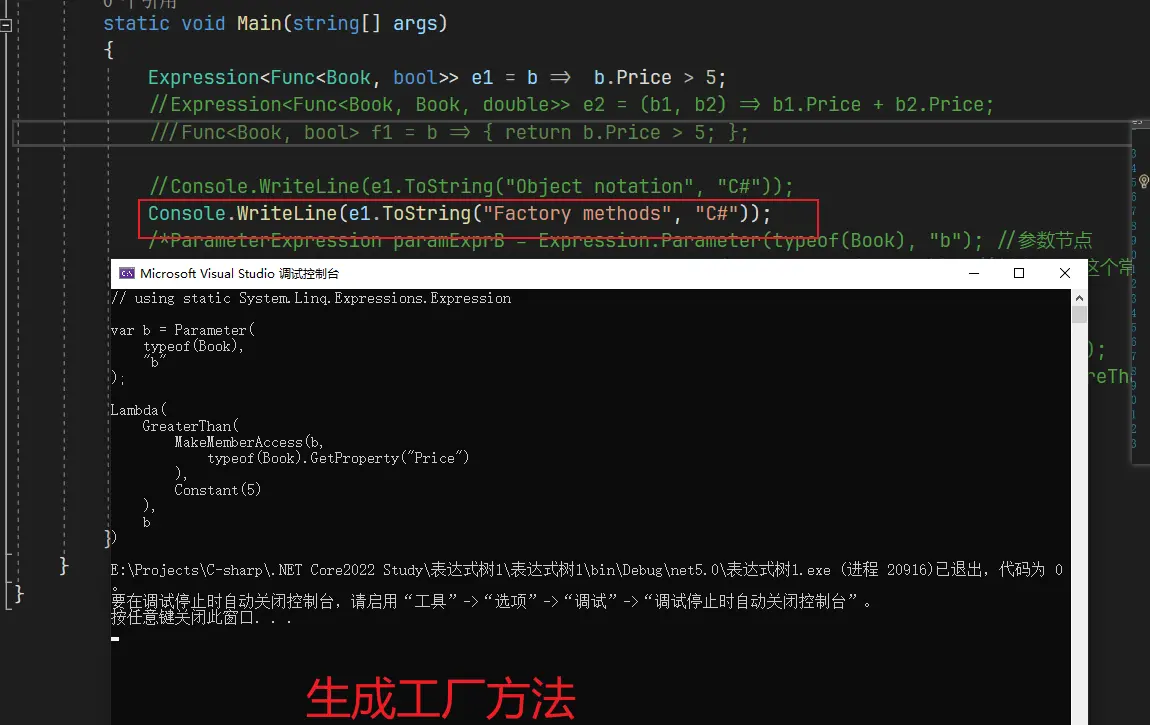 0 个引用
static void Main(string[] args)
{
Expression<Func<Book, bool>> e1 = b => b.Price > 5;
//Expression<Func<Book, Book, double>> e2 = (b1, b2) => b1.Price + b2.Price;
///Func<Book, bool> f1 = b => { return b.Price > 5; };
//Console.WriteLine(e1.ToString("Object notation", "C#"));
Console.WriteLine(e1.ToString("Factory methods", "C#"));
/*ParameterExpression paramExprB = Expression.Parameter(typeof(Book), "b"); //参数节点
这个常
Microsoft Visual Studio 调试控制台
// using static System.Linq.Expressions.Expression
var b = Parameter(
typeof(Book),
"b"
);
Lambda(
GreaterThan(
MakeMemberAccess(b,
typeof(Book).GetProperty("Price")
),
Constant(5)
),
b
)
}
);
reTh
E:\Projects\C-sharp\.NET Core2022 Study\表达式树1\表达式树1\bin\Debug\net5.0\表达式树1.exe (进程 20916)已退出，代码为 0
。
要在调试停止时自动关闭控制台，请启用“工具”->“选项”->“调试”->“调试停止时自动关闭控制台”。
按任意键关闭此窗口. . .
}
}
生成工厂方法